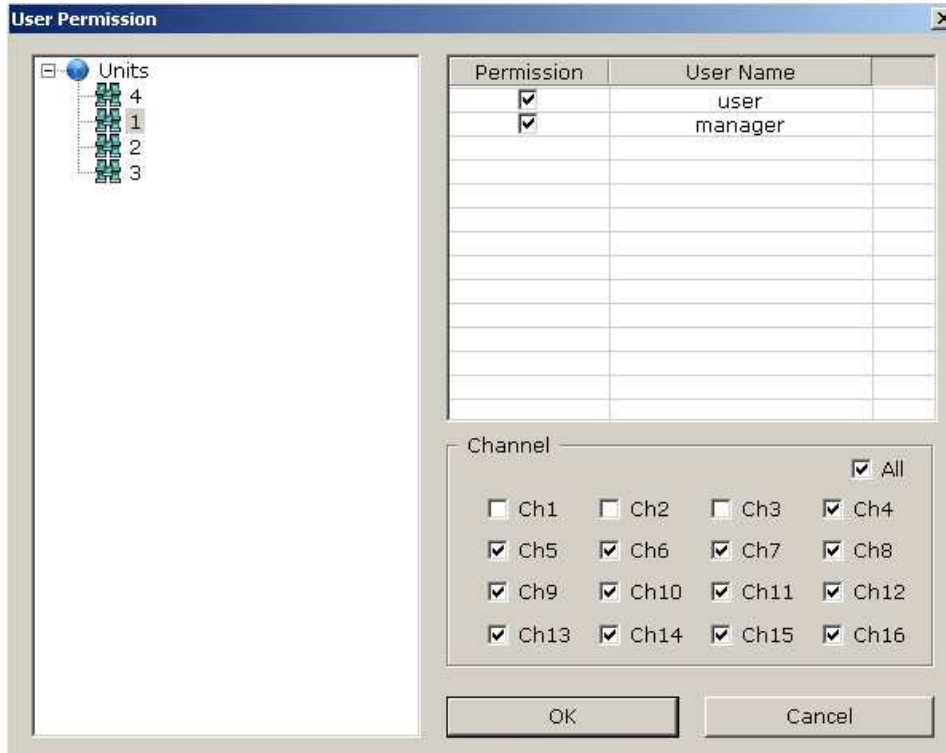 User Permission
Units
4
1
2
3
Permission User Name
user
manager
Channel
All
Ch1 Ch2 Ch3 Ch4
Ch5 Ch6 Ch7 Ch8
Ch9 Ch10 Ch11 Ch12
Ch13 Ch14 Ch15 Ch16
OK Cancel